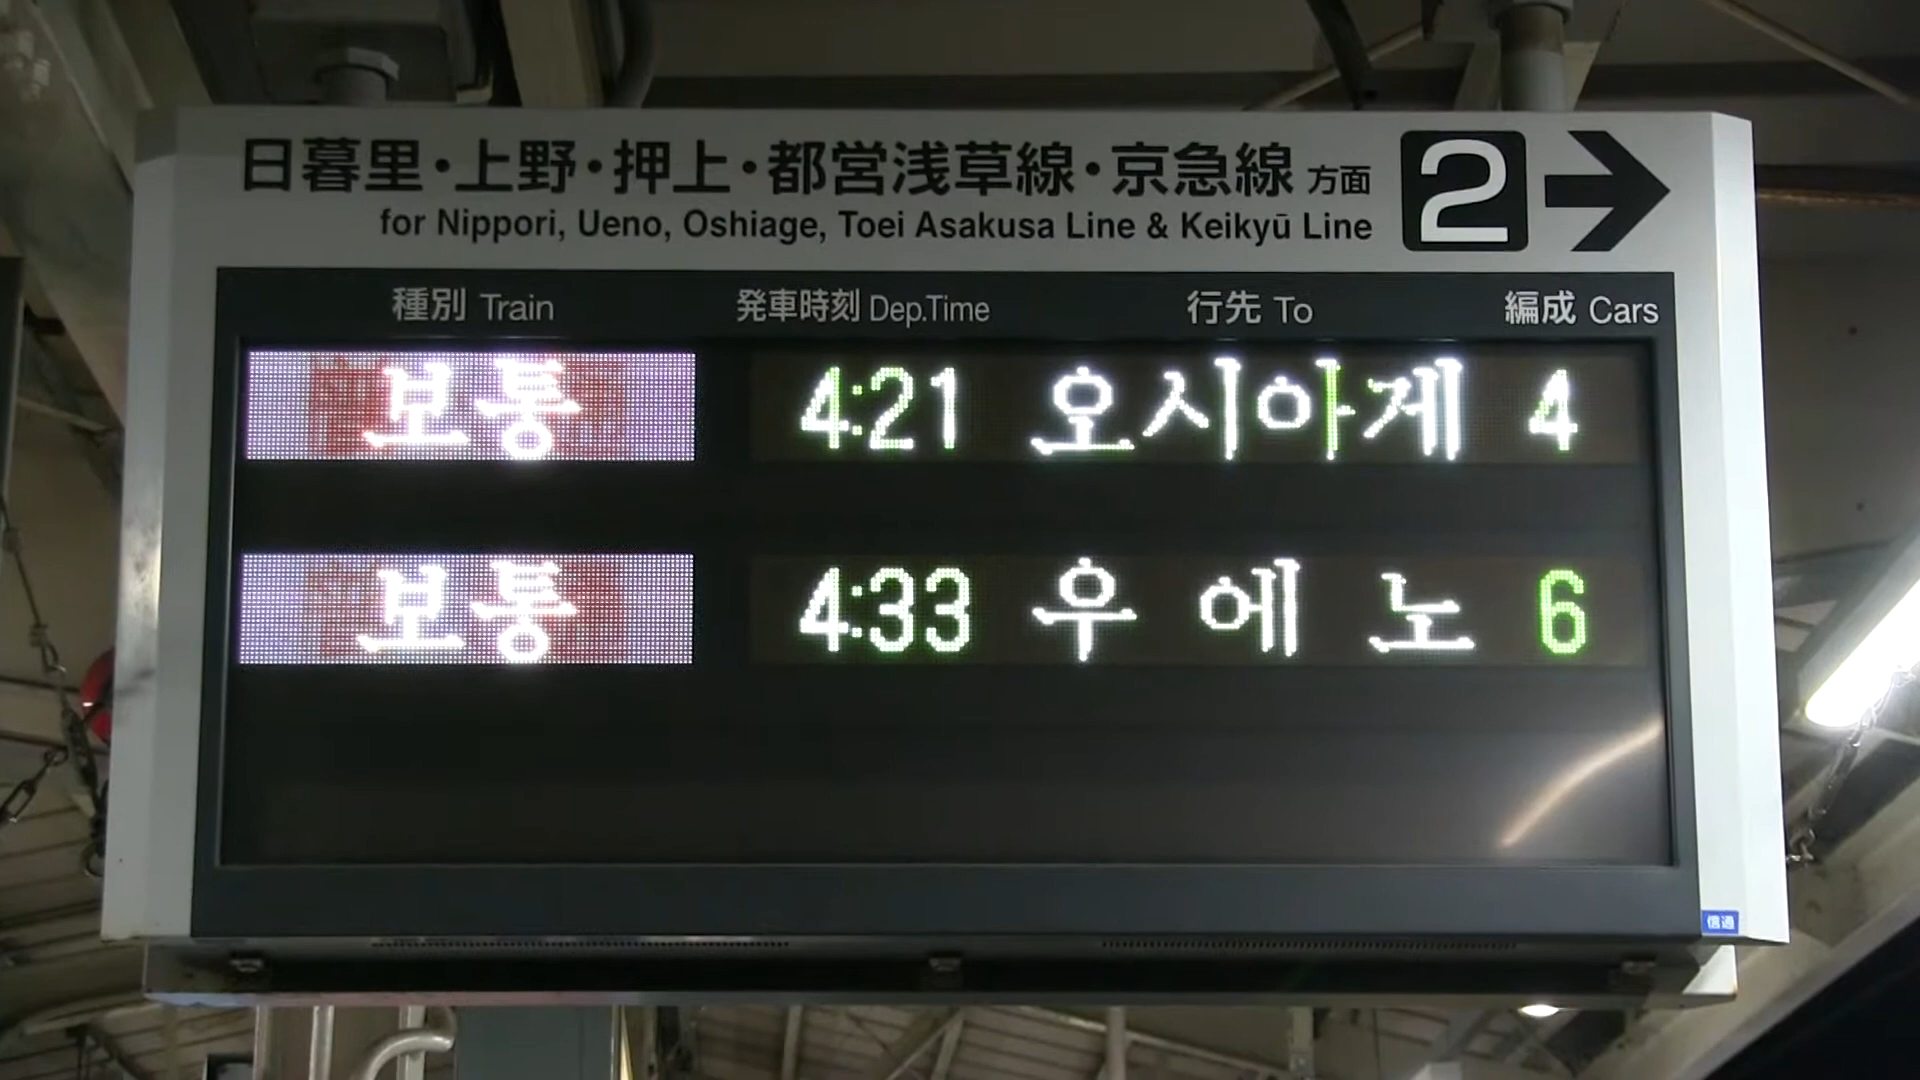 日暮里・上野・押上・都営浅草線・京急線 方面 2
for Nippori, Ueno, Oshiage, Toei Asakusa Line & Keikyū Line
種別 Train 発車時刻 Dep.Time 行先 To 編成 Cars
보통 4:21 오시아게 4
보통 4:33 우에노 6
信通